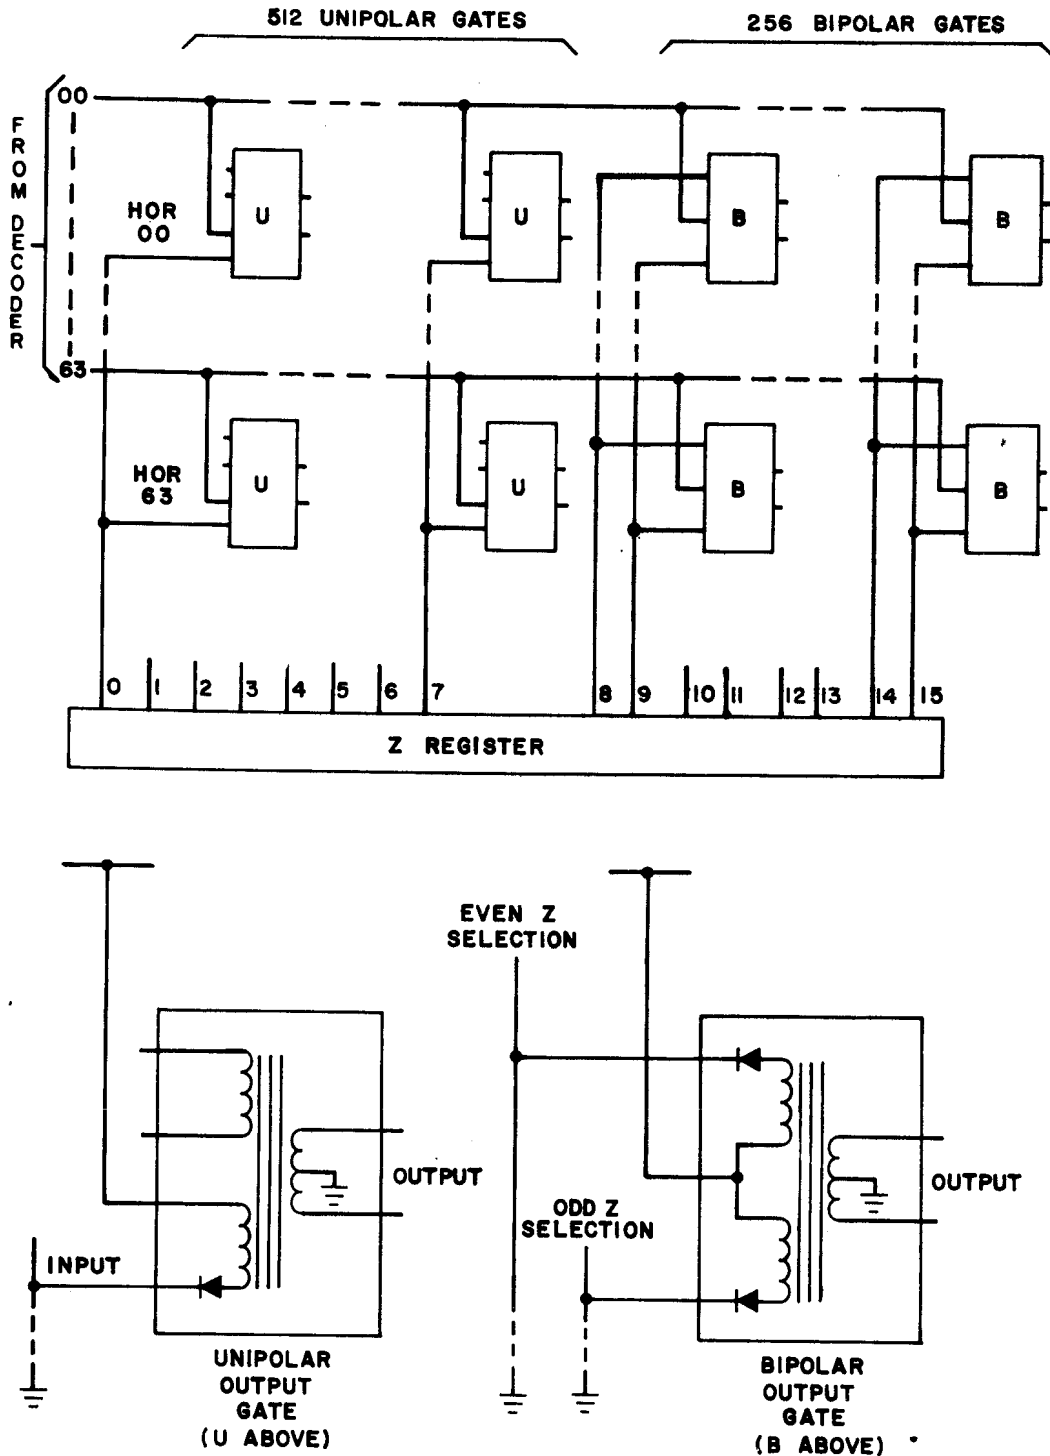 512 UNIPOLAR GATES
256 BIPOLAR GATES
FROM DECODER
00
63
HOR
00
U
U
B
B
HOR
63
U
U
B
B
0 1 2 3 4 5 6 7 8 9 10 11 12 13 14 15
Z REGISTER
EVEN Z
SELECTION
OUTPUT
INPUT
ODD Z
SELECTION
OUTPUT
UNIPOLAR
OUTPUT
GATE
(U ABOVE)
BIPOLAR
OUTPUT
GATE
(B ABOVE)